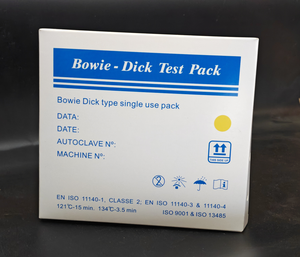 Bowie - Dick Test Pack
Bowie Dick type single use pack
DATA:
DATE:
AUTOCLAVE Nº:
MACHINE Nº:
EN ISO 11140-1, CLASSE 2; EN ISO 11140-3 & 11140-4
121℃-15 min. 134℃-3.5 min
ISO 9001 & ISO 13485